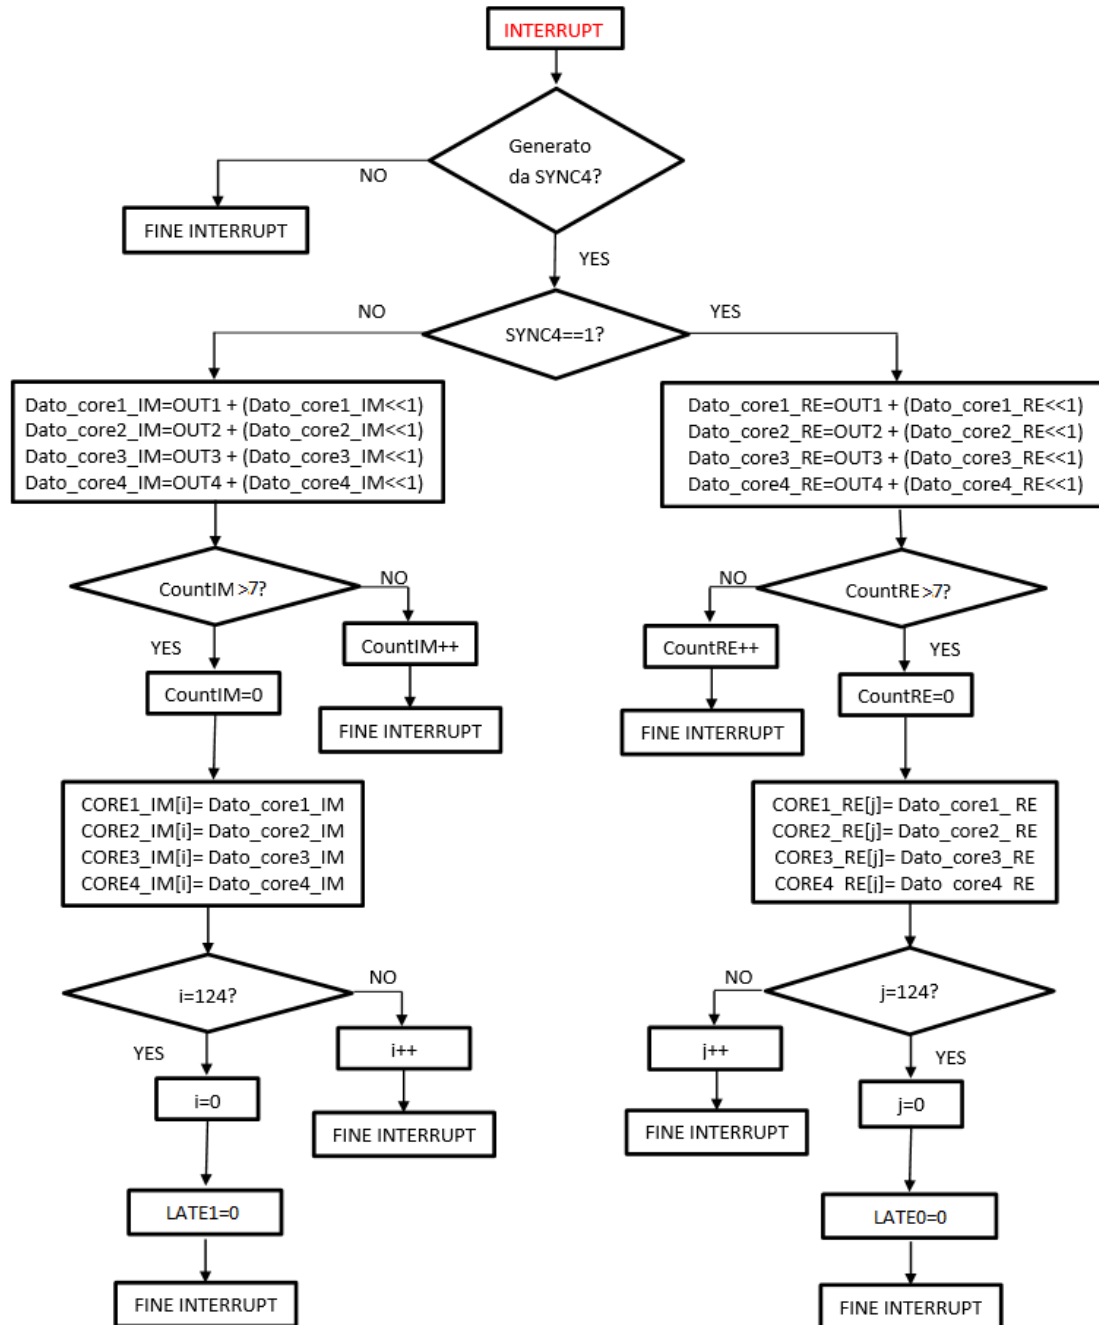 INTERRUPT
Generato
da SYNC4?
NO
FINE INTERRUPT
YES
NO
SYNC4==1?
YES
Dato_core1_IM=OUT1 + (Dato_core1_IM<<1)
Dato_core2_IM=OUT2 + (Dato_core2_IM<<1)
Dato_core3_IM=OUT3 + (Dato_core3_IM<<1)
Dato_core4_IM=OUT4 + (Dato_core4_IM<<1)
Dato_core1_RE=OUT1 + (Dato_core1_RE<<1)
Dato_core2_RE=OUT2 + (Dato_core2_RE<<1)
Dato_core3_RE=OUT3 + (Dato_core3_RE<<1)
Dato_core4_RE=OUT4 + (Dato_core4_RE<<1)
CountIM >7?
NO
YES
CountIM++
CountIM=0
FINE INTERRUPT
NO
CountRE>7?
CountRE++
YES
CountRE=0
FINE INTERRUPT
CORE1_IM[i]= Dato_core1_IM
CORE2_IM[i]= Dato_core2_IM
CORE3_IM[i]= Dato_core3_IM
CORE4_IM[i]= Dato_core4_IM
CORE1_RE[j]= Dato_core1_ RE
CORE2_RE[j]= Dato_core2_ RE
CORE3_RE[j]= Dato_core3_RE
CORE4 RE[j]= Dato core4 RE
i=124?
NO
YES
i++
i=0
FINE INTERRUPT
LATE1=0
FINE INTERRUPT
NO
j=124?
j++
YES
j=0
FINE INTERRUPT
LATE0=0
FINE INTERRUPT